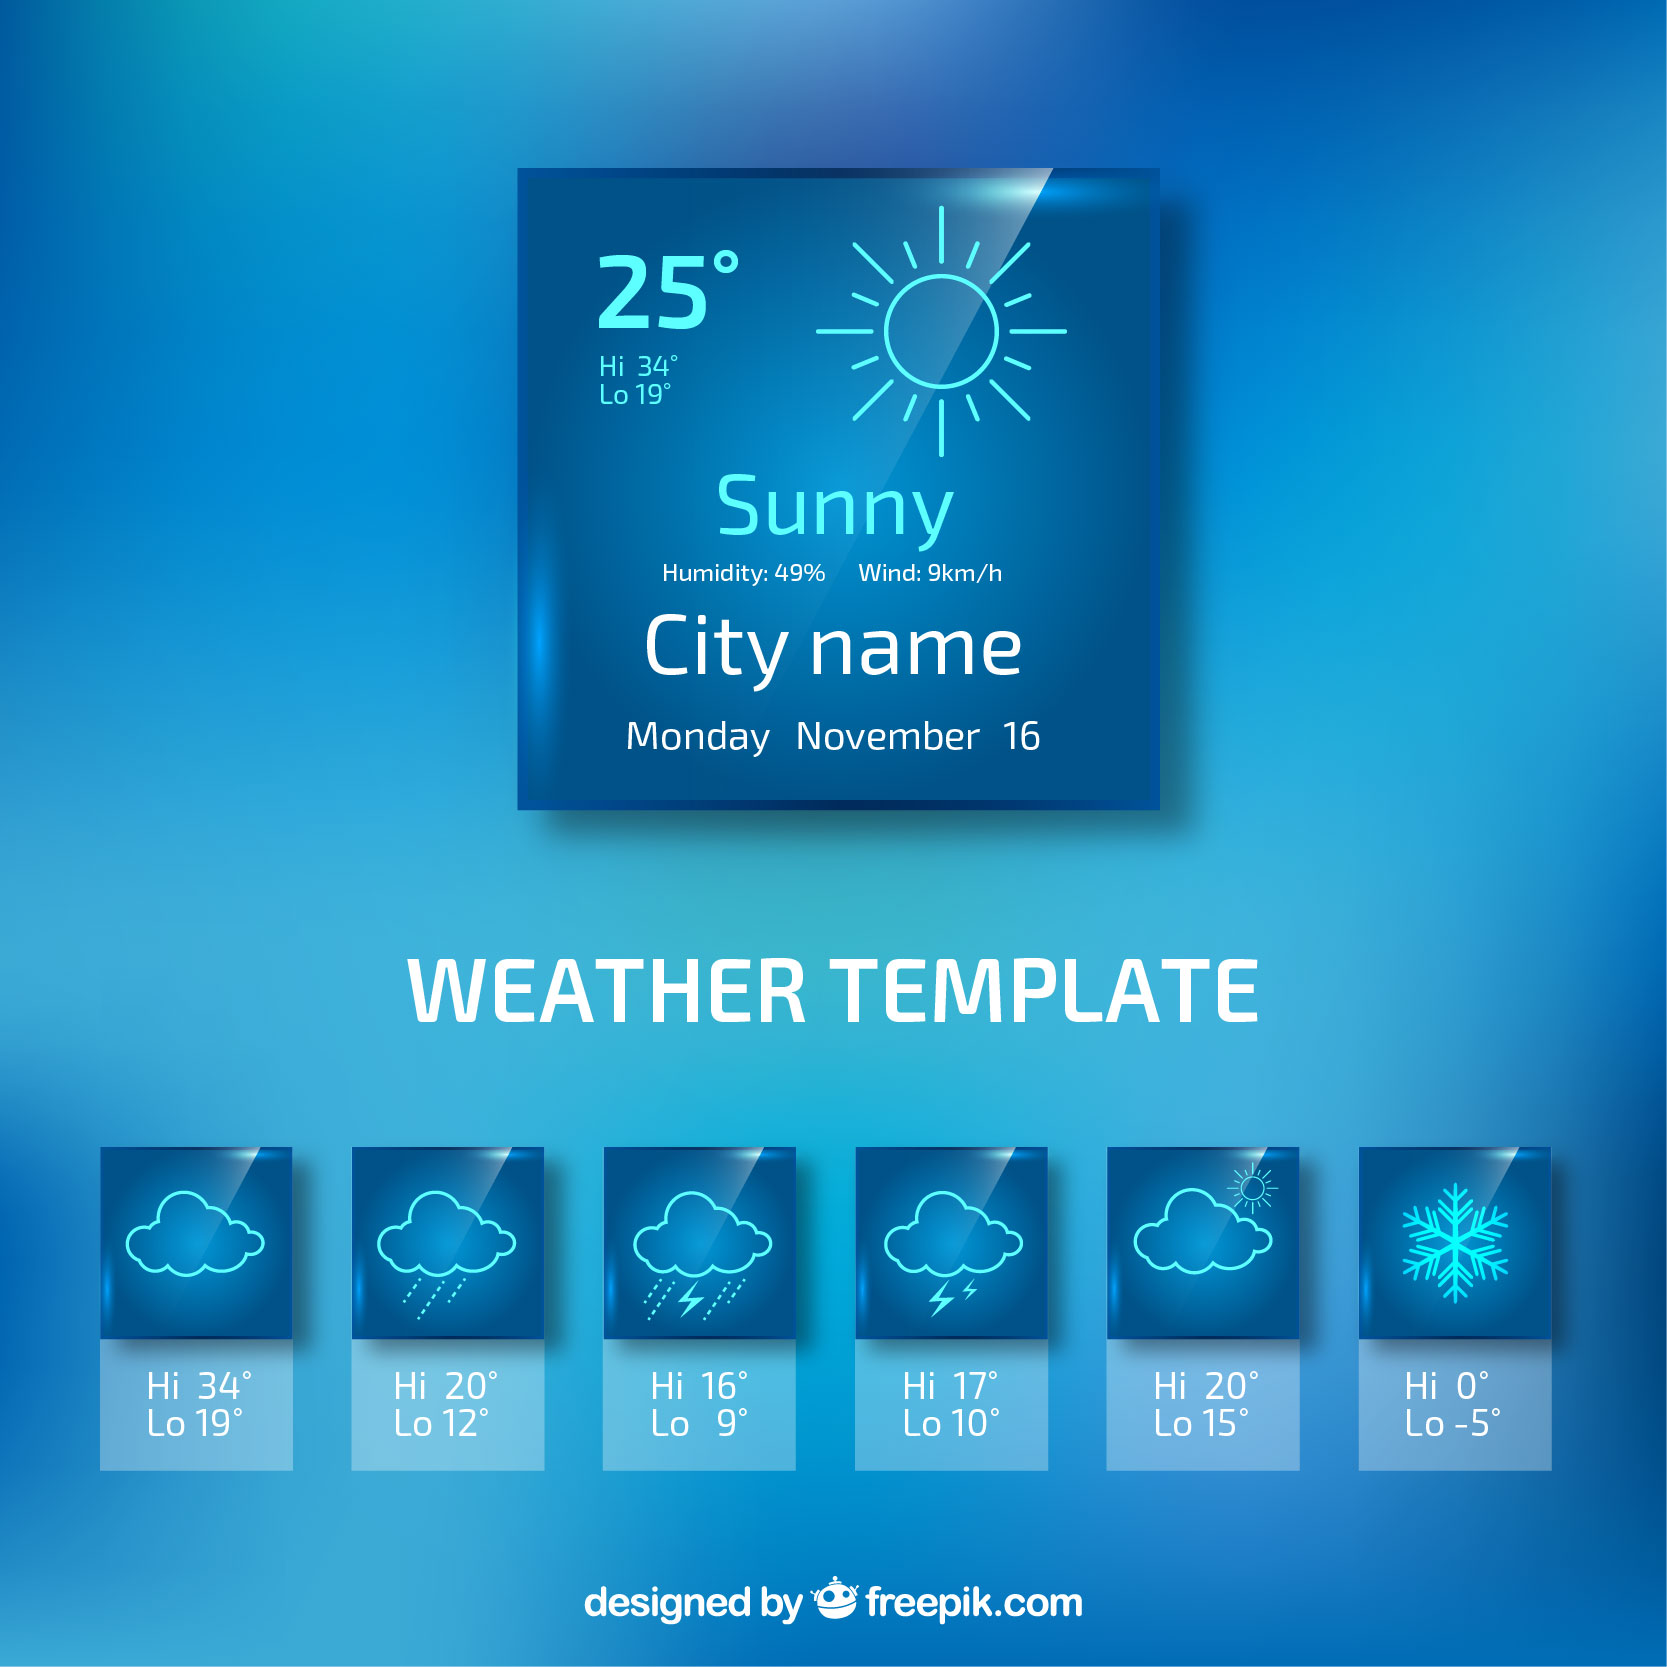 25°
Hi 34°
Lo 19°
Sunny
Humidity: 49% Wind: 9km/h
City name
Monday November 16
WEATHER TEMPLATE
Hi 34°
Lo 19°
Hi 20°
Lo 12°
Hi 16°
Lo 9°
Hi 17°
Lo 10°
Hi 20°
Lo 15°
Hi 0°
Lo -5°
designed by freepik.com